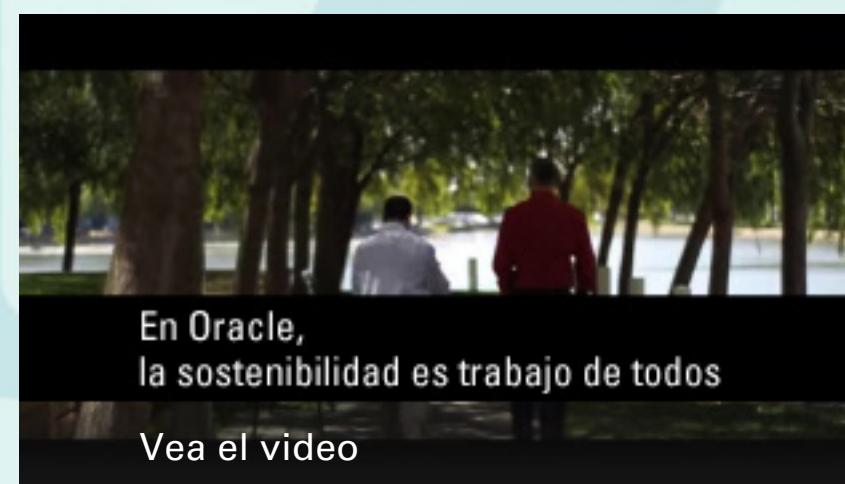 En Oracle,
la sostenibilidad es trabajo de todos
Vea el video